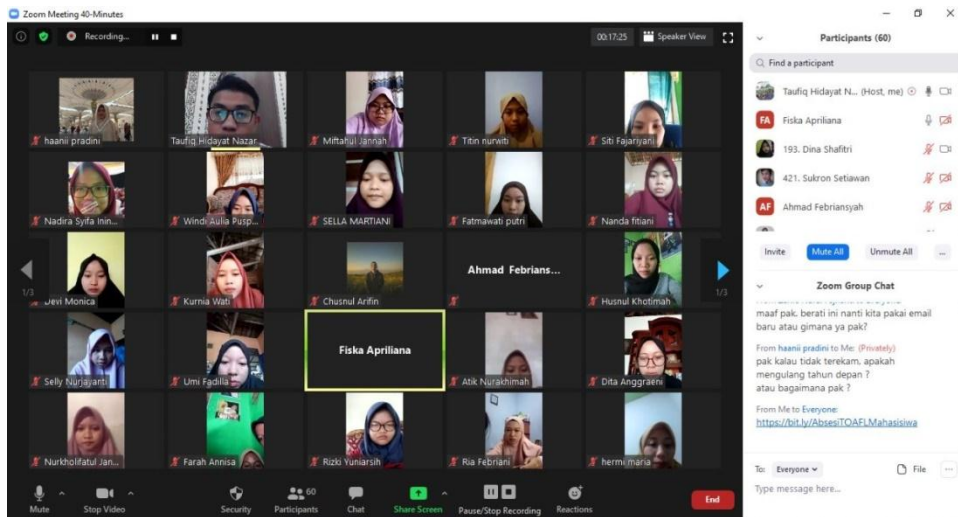 Zoom Meeting 40-Minutes
Recording...
00:17:25
Speaker View
haanii pradini
Taufiq Hidayat Nazar
Miftahul Jannah
Titin nurwiti
Siti Fajariyani
Nadira Syifa Inin...
Windi Aulia Pusp...
SELLA MARTIANI
Fatmawati putri
Nanda fitiani
1/3
Devi Monica
Kurnia Wati
Chusnul Arifin
Ahmad Febrians...
Husnul Khotimah
1/3
Selly Nurjayanti
Umi Fadilla
Fiska Apriliana
Atik Nurakhimah
Dita Anggraeni
Nurkholifatul Jan...
Farah Annisa
Rizki Yuniarsih
Ria Febriani
hermi maria
Mute
Stop Video
Security
60
Participants
Chat
Share Screen
Pause/Stop Recording
Reactions
End
Participants (60)
Find a participant
Taufiq Hidayat N... (Host, me)
FA Fiska Apriliana
193. Dina Shafitri
421. Sukron Setiawan
AF Ahmad Febriansyah
Invite
Mute All
Unmute All
...
Zoom Group Chat
maaf pak. berati ini nanti kita pakai email
baru atau gimana ya pak?
From haanii pradini to Me: (Privately)
pak kalau tidak terekam, apakah
mengulang tahun depan ?
atau bagaimana pak ?
From Me to Everyone:
https://bit.ly/AbsesiTOAFLMahasisiwa
To: Everyone
File
...
Type message here...